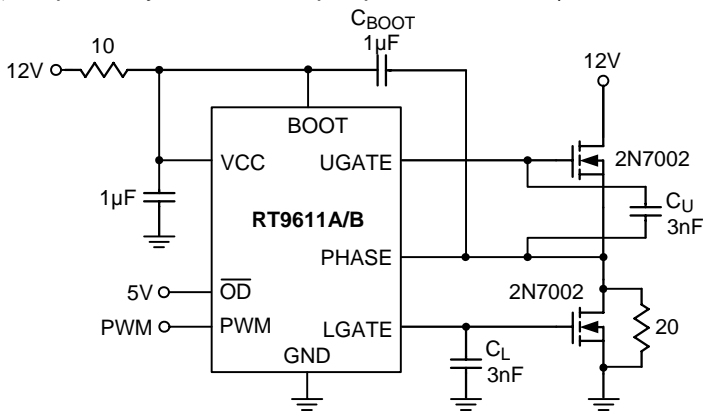 C_BOOT
1µF
10
12V
12V
BOOT
VCC
UGATE
2N7002
1µF
RT9611A/B
C_U
3nF
PHASE
5V
OD
2N7002
PWM
PWM
LGATE
20
GND
C_L
3nF